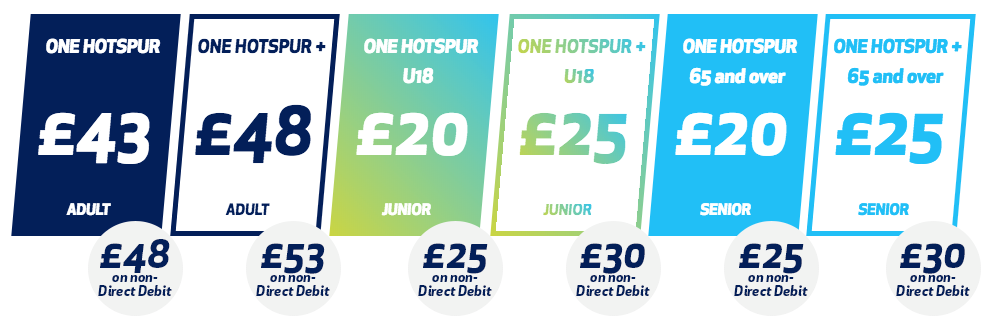 ONE HOTSPUR
£43
ADULT
£48
on non-
Direct Debit
ONE HOTSPUR +
£48
ADULT
£53
on non-
Direct Debit
ONE HOTSPUR
U18
£20
JUNIOR
£25
on non-
Direct Debit
ONE HOTSPUR +
U18
£25
JUNIOR
£30
on non-
Direct Debit
ONE HOTSPUR
65 and over
£20
SENIOR
£25
on non-
Direct Debit
ONE HOTSPUR +
65 and over
£25
SENIOR
£30
on non-
Direct Debit